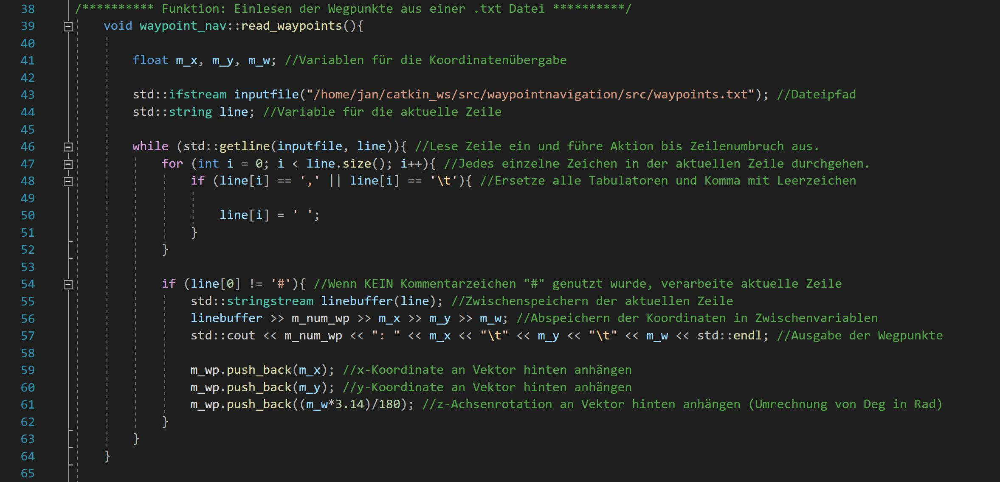 38 /********** Funktion: Einlesen der Wegpunkte aus einer .txt Datei **********/
39 void waypoint_nav::read_waypoints(){
40
41 float m_x, m_y, m_w; //Variablen für die Koordinatenübergabe
42
43 std::ifstream inputfile("/home/jan/catkin_ws/src/waypointnavigation/src/waypoints.txt"); //Dateipfad
44 std::string line; //Variable für die aktuelle Zeile
45
46 while (std::getline(inputfile, line)){ //Lese Zeile ein und führe Aktion bis Zeilenumbruch aus.
47 for (int i = 0; i < line.size(); i++){ //Jedes einzelne Zeichen in der aktuellen Zeile durchgehen.
48 if (line[i] == ',' || line[i] == '\t'){ //Ersetze alle Tabulatoren und Komma mit Leerzeichen
49
50 line[i] = ' ';
51 }
52 }
53
54 if (line[0] != '#'){ //Wenn KEIN Kommentarzeichen "#" genutzt wurde, verarbeite aktuelle Zeile
55 std::stringstream linebuffer(line); //Zwischenspeichern der aktuellen Zeile
56 linebuffer >> m_num_wp >> m_x >> m_y >> m_w; //Abspeichern der Koordinaten in Zwischenvariablen
57 std::cout << m_num_wp << ": " << m_x << "\t" << m_y << "\t" << m_w << std::endl; //Ausgabe der Wegpunkte
58
59 m_wp.push_back(m_x); //x-Koordinate an Vektor hinten anhängen
60 m_wp.push_back(m_y); //y-Koordinate an Vektor hinten anhängen
61 m_wp.push_back((m_w*3.14)/180); //z-Achsenrotation an Vektor hinten anhängen (Umrechnung von Deg in Rad)
62 }
63 }
64 }
65